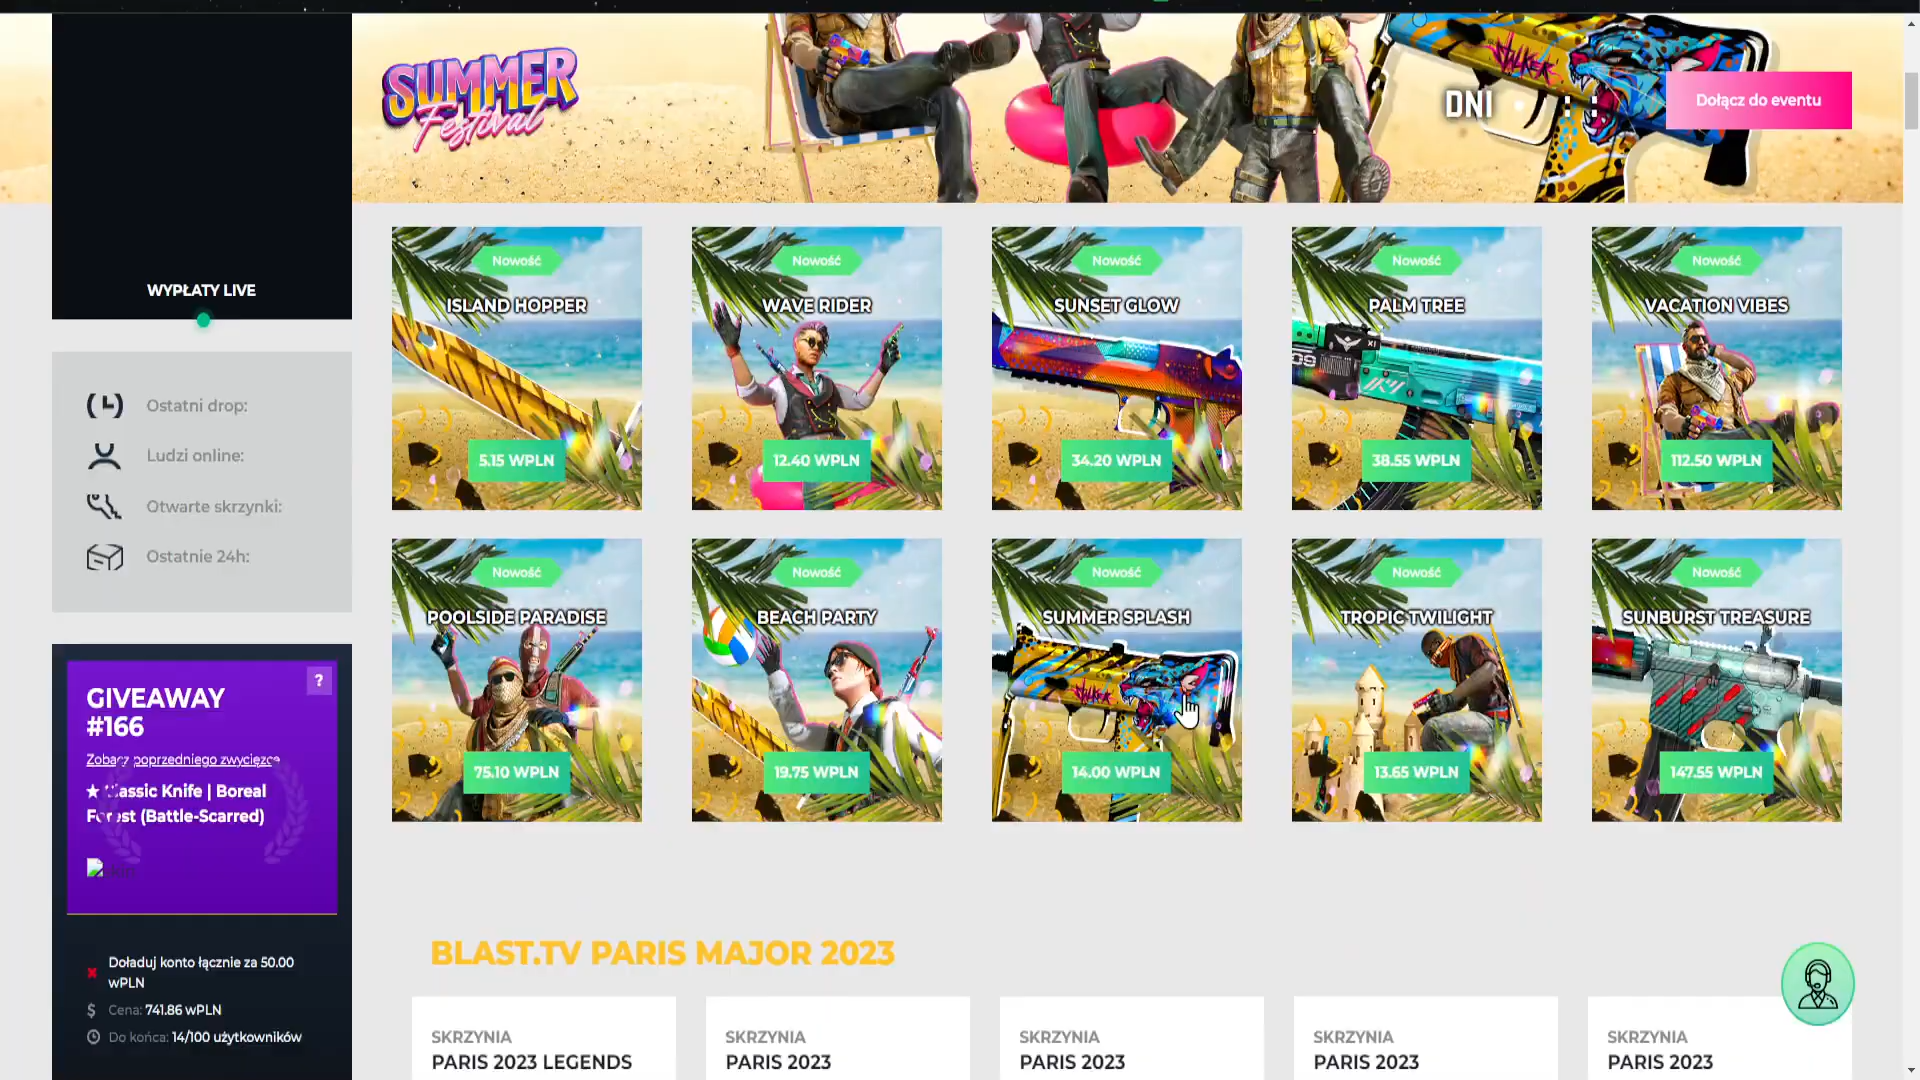 SUMMER
Festival
DNI
Dołącz do eventu
WYPŁATY LIVE
Ostatni drop:
Ludzi online:
Otwarte skrzynki:
Ostatnie 24h:
Nowość
ISLAND HOPPER
5.15 WPLN
Nowość
WAVE RIDER
12.40 WPLN
Nowość
SUNSET GLOW
34.20 WPLN
Nowość
PALM TREE
38.55 WPLN
Nowość
VACATION VIBES
112.50 WPLN
Nowość
POOLSIDE PARADISE
75.10 WPLN
Nowość
BEACH PARTY
19.75 WPLN
Nowość
SUMMER SPLASH
14.00 WPLN
Nowość
TROPIC TWILIGHT
13.65 WPLN
Nowość
SUNBURST TREASURE
147.55 WPLN
GIVEAWAY
#166
?
Zobacz poprzedniego zwycięzcę
★ Classic Knife | Boreal
Forest (Battle-Scarred)
Doładuj konto łącznie za 50.00
wPLN
Cena: 741.86 wPLN
Do końca: 14/100 użytkowników
BLAST.TV PARIS MAJOR 2023
SKRZYNIA
PARIS 2023 LEGENDS
SKRZYNIA
PARIS 2023
SKRZYNIA
PARIS 2023
SKRZYNIA
PARIS 2023
SKRZYNIA
PARIS 2023